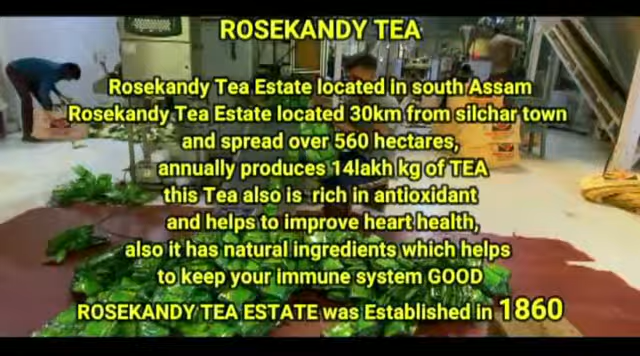 ROSEKANDY TEA
Rosekandy Tea Estate located in south Assam
Rosekandy Tea Estate located 30km from silchar town
and spread over 560 hectares,
annually produces 14lakh kg of TEA
this Tea also is rich in antioxidant
and helps to improve heart health,
also it has natural ingredients which helps
to keep your immune system GOOD
ROSEKANDY TEA ESTATE was Established in 1860